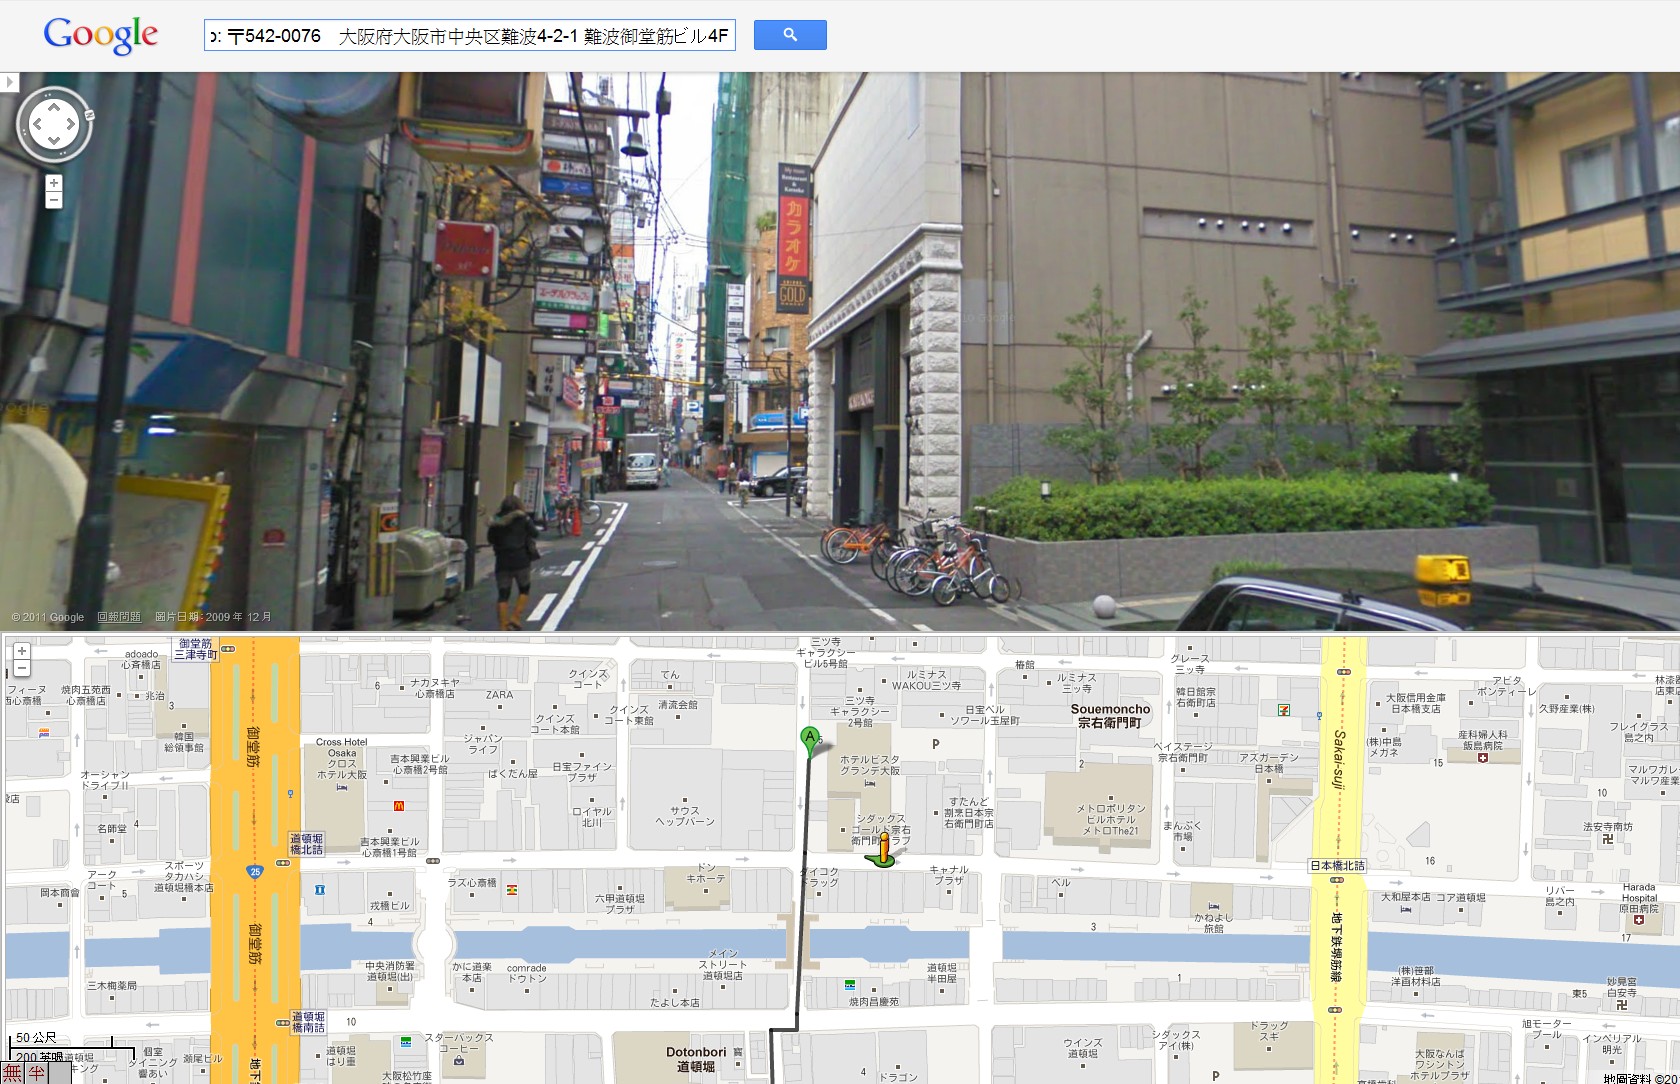 Google
o: 〒542-0076　大阪府大阪市中央区難波4-2-1 難波御堂筋ビル4F
My room
Restaurant
&
Karaoke
カラオケ
GOLD
© 2011 Google 回報問題 圖片日期: 2009 年 12 月
御堂筋
三津寺町
adoado
心斎橋店
焼肉五苑西
心斎橋店
兆治
3
韓国
総領事館
オーシャン
ドライブⅡ
名師堂
4
アーク
コート
5
スポーツ
タカハシ
道頓堀橋本店
岡本商會
三木梅薬局
御堂筋
25
御堂筋
道頓堀
橋北詰
道頓堀
橋南詰
6
ナカヌキヤ
心斎橋店
ZARA
クインズ
コート
クインズ
コート本館
クインズ
コート東館
てん
清流会館
Cross Hotel
Osaka
クロス
ホテル大阪
吉本興業ビル
心斎橋2号館
吉本興業ビル
心斎橋1号館
ジャパン
ライフ
ばくだん屋
日宝ファイン
プラザ
ロイヤル
北川
サウス
ヘップバーン
三ツ寺
ギャラクシー
ビル5号館
三ツ寺
ギャラクシー
2号館
ルミナス
WAKOU三ツ寺
日宝ベル
ソワール玉屋町
椿館
ルミナス
三ッ寺
Souemoncho
宗右衛門町
グレース
三ッ寺
韓日館宗
右衛門店
ベイステージ
宗右衛門町
アズガーデン
日本橋
A
P
ホテルビスタ
グランデ大阪
シダックス
ゴールド宗右
衛門町クラブ
すたんど
割烹日本宗
右衛門町店
2
メトロポリタン
ビルホテル
メトロThe21
まんぷく
市場
Sakai-suji
大阪信用金庫
日本橋支店
アビタ
ポンティーレ
久野産業(株)
フレイグラス
島之内
(株)中島
メガネ
15
産科婦人科
飯島病院
10
マルワガレ
法安寺南坊
16
日本橋北詰
ラズ心斎橋
六甲道頓堀
プラザ
ドン
キホーテ
ダイコク
ドラッグ
キャナル
プラザ
ベル
かねよし
旅館
大和屋本店
コア道頓堀
リバー
島之内
Harada
Hospital
原田病院
17
戎橋ビル
4
中央消防署
道頓堀(出)
かに道楽
本店
comrade
ドウトン
メイン
ストリート
道頓堀店
たよし本店
焼肉昌慶苑
道頓堀
半田屋
3
1
地下鉄堺筋線
(株)笹部
洋画材料店
東5
妙見宮
白安寺
10
スターバックス
コーヒー
道頓堀
はり重
大阪松竹座
Dotonbori
道頓堀
4
ドラゴン
ウインズ
道頓堀
シダックス
アイ(株)
P
ドラッグ
スギ
大阪なんば
ワシントン
ホテルプラザ
旭モーター
プール
インペリアル
明光
50 公尺
200 英呎
個室
ダイニング
響あい
瀬尾ビル
無 半
地圖資料 ©20